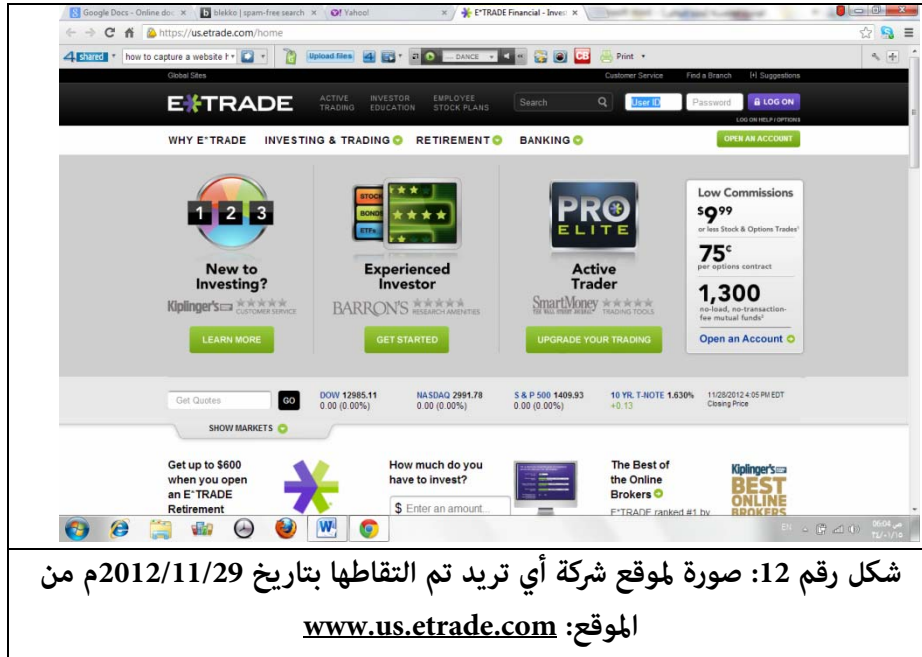 Google Docs - Online doc
blekko | spam-free search
Yahoo!
E*TRADE Financial - Inves
https://us.etrade.com/home
4 shared how to capture a website Upload files ... DANCE CB Print
Global Sites Customer Service Find a Branch [+] Suggestions
E*TRADE ACTIVE TRADING INVESTOR EDUCATION EMPLOYEE STOCK PLANS Search User ID Password LOG ON
LOG ON HELP | OPTIONS
WHY E*TRADE INVESTING & TRADING RETIREMENT BANKING OPEN AN ACCOUNT
1 2 3
New to
Investing?
Kiplinger's CUSTOMER SERVICE
LEARN MORE
STOCK
BOND
ETFs
Experienced
Investor
BARRON'S RESEARCH AMENITIES
GET STARTED
PRO
ELITE
Active
Trader
SmartMoney TRADING TOOLS
THE WALL STREET JOURNAL
UPGRADE YOUR TRADING
Low Commissions
$9⁹⁹
or less Stock & Options Trades¹
75¢
per options contract
1,300
no-load, no-transaction-
fee mutual funds²
Open an Account
Get Quotes GO
DOW 12985.11
0.00 (0.00%)
NASDAQ 2991.78
0.00 (0.00%)
S & P 500 1409.93
0.00 (0.00%)
10 YR. T-NOTE 1.630%
+0.13
11/28/2012 4:05 PM EDT
Closing Price
SHOW MARKETS
Get up to $600
when you open
an E*TRADE
Retirement
How much do you
have to invest?
$ Enter an amount...
The Best of
the Online
Brokers
E*TRADE ranked #1 by
Kiplinger's
BEST
ONLINE
BROKERS
EN
06:04 ص
شكل رقم 12: صورة لموقع شركة أي تريد تم التقاطها بتاريخ 2012/11/29م من
الموقع: www.us.etrade.com